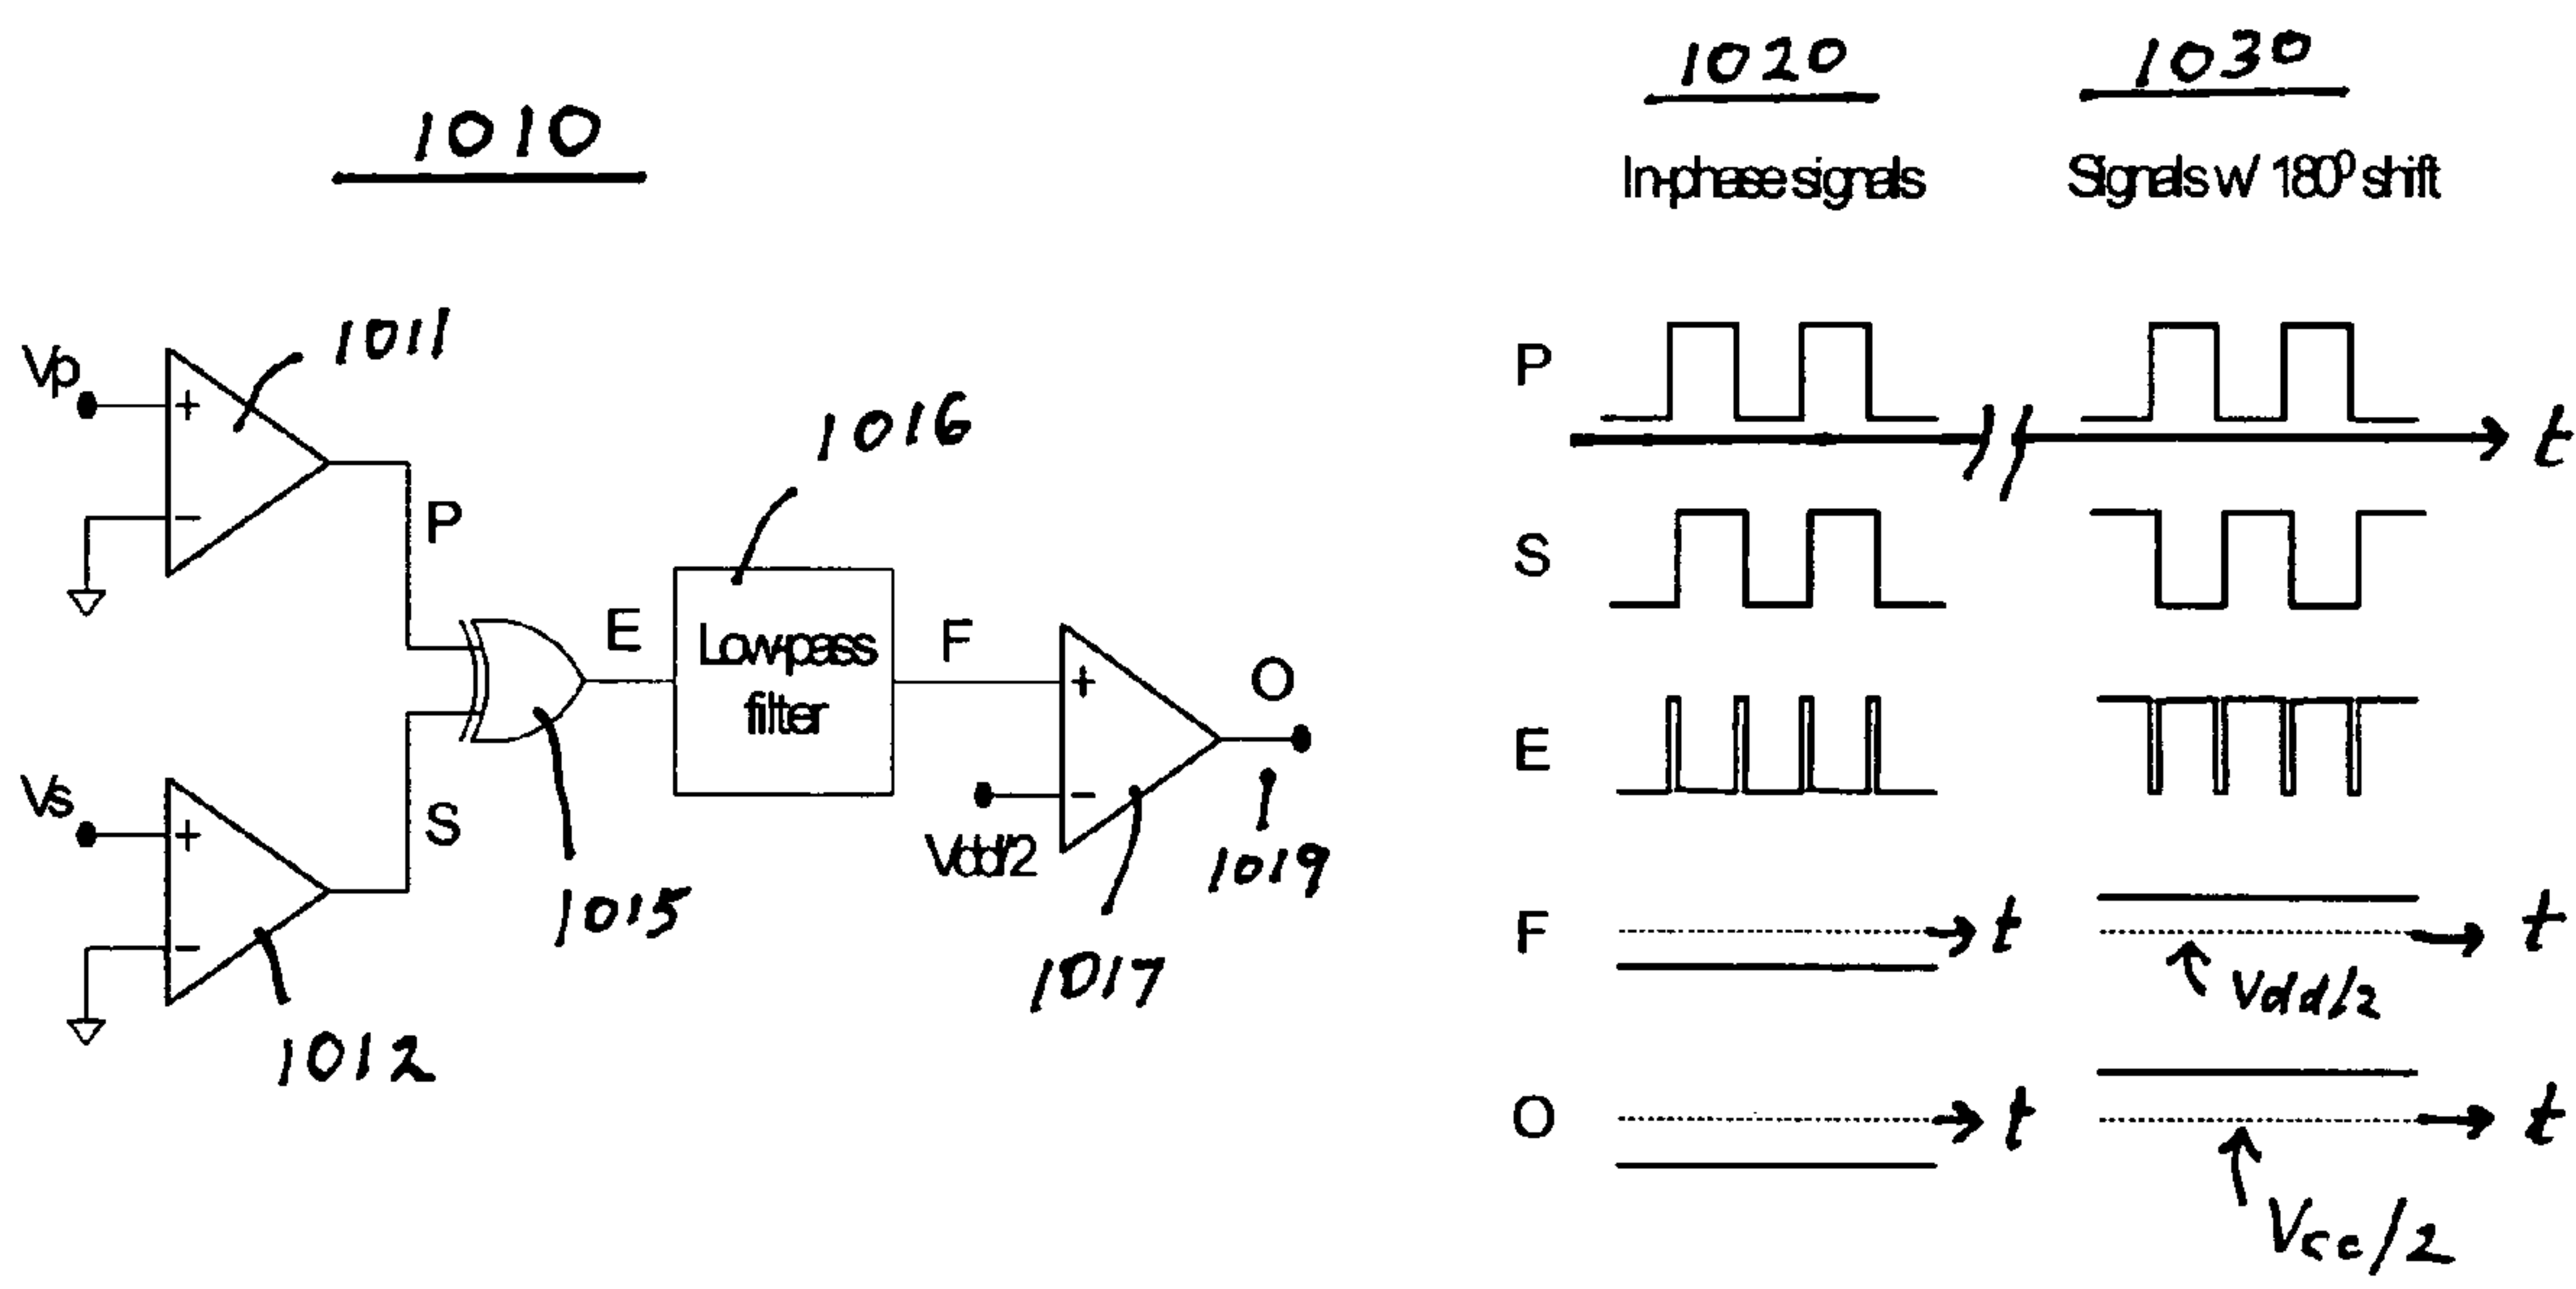 1010
1020
1030
In-phase signals
Signals w/ 180⁰ shift
Vp
+
1011
−
P
1016
Vs
+
S
−
1012
E
1015
Low-pass
filter
F
+
−
Vdd/2
O
1019
1017
P
t
S
E
F
t
t
Vdd/2
O
t
t
Vcc/2